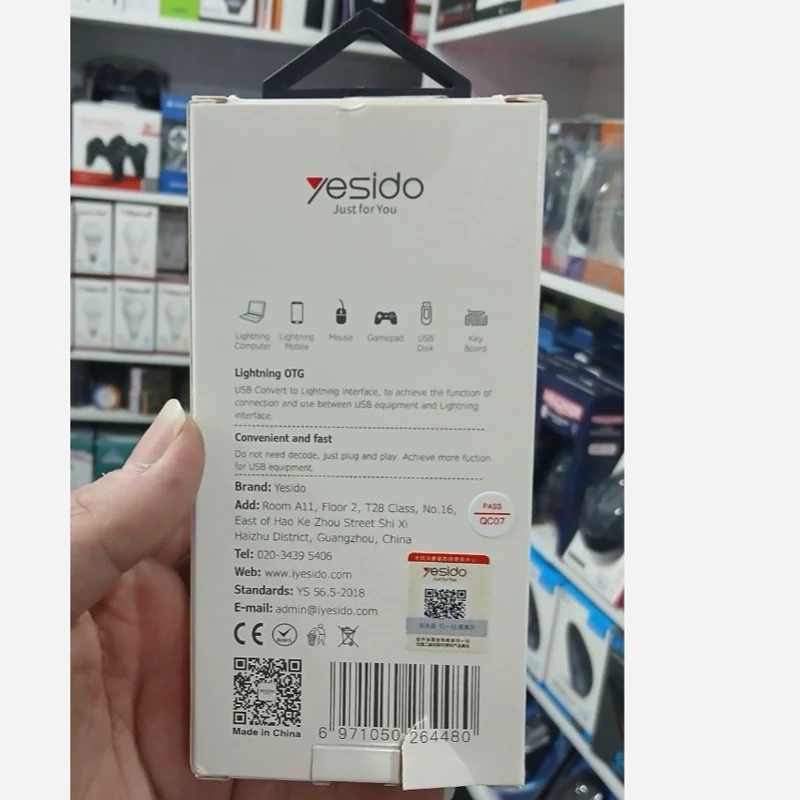 yesido
Just for You
Lightning Computer
Lightning Mobile
Mouse
Gamepad
USB Disk
Key Board
Lightning OTG
USB Convert to Lightning interface, to achieve the function of
connection and use between USB equipment and Lightning
interface.
Convenient and fast
Do not need decode, just plug and play. Achieve more fuction
for USB equipment.
Brand: Yesido
Add: Room A11, Floor 2, T28 Class, No.16,
East of Hao Ke Zhou Street Shi Xi
Haizhu District, Guangzhou, China
Tel: 020-3439 5406
Web: www.iyesido.com
Standards: YS 56.5-2018
E-mail: admin@iyesido.com
PASS
QC07
yesido
Just for You
CE
RoHS
Made in China
6 971050 264480